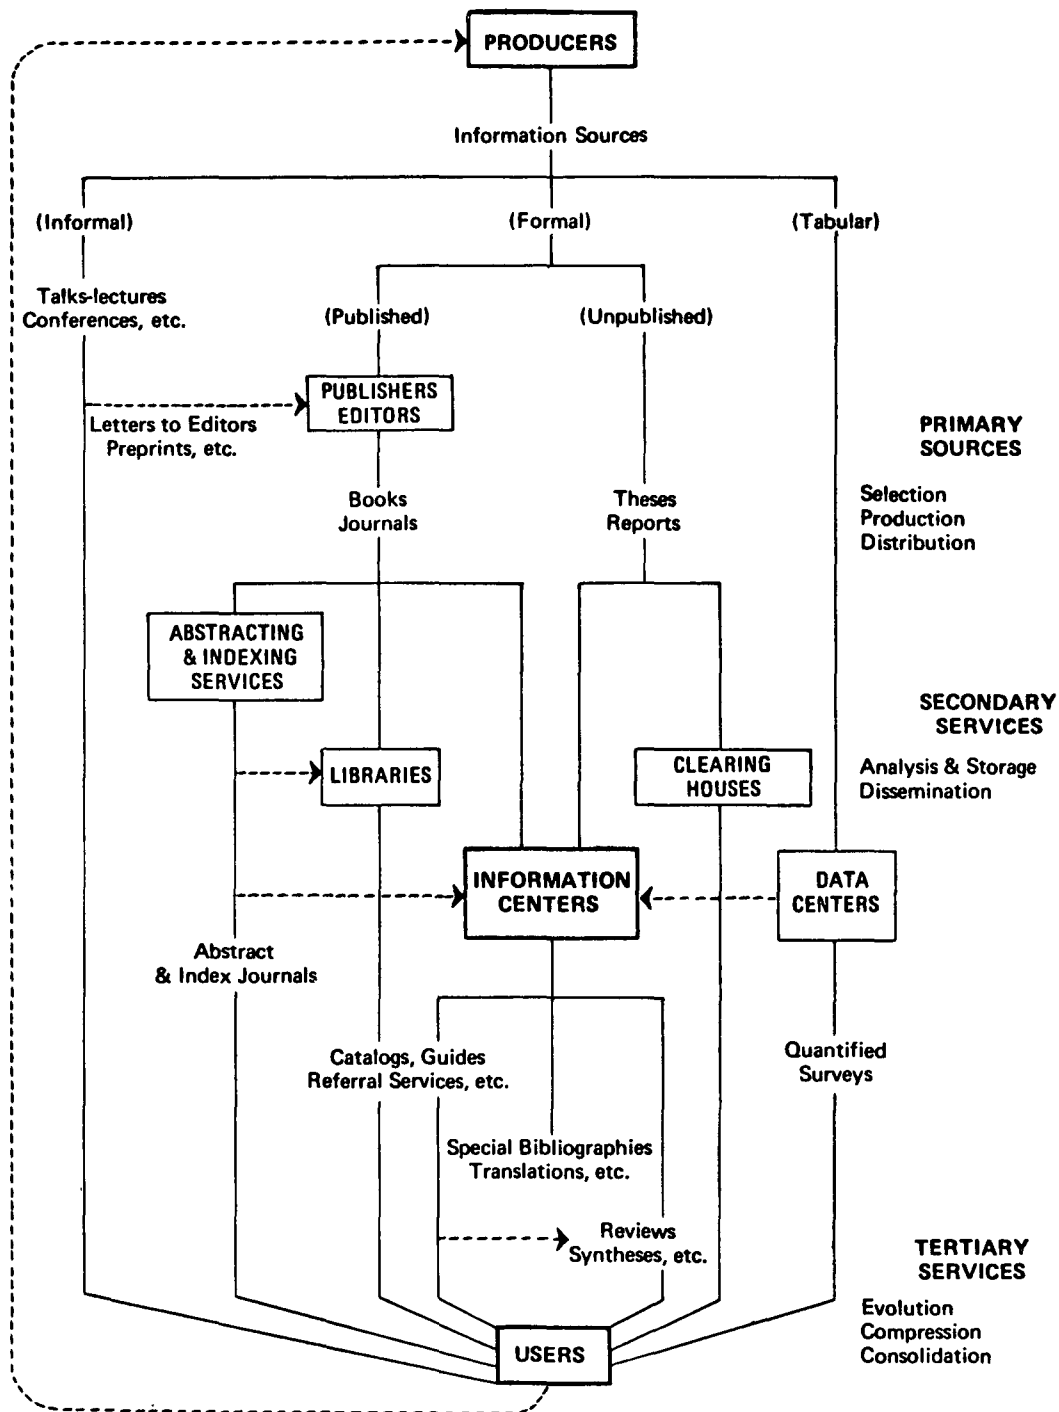 PRODUCERS
Information Sources
(Informal)
(Formal)
(Tabular)
Talks-lectures
Conferences, etc.
(Published)
(Unpublished)
PUBLISHERS
EDITORS
Letters to Editors
Preprints, etc.
PRIMARY
SOURCES
Books
Journals
Theses
Reports
Selection
Production
Distribution
ABSTRACTING
& INDEXING
SERVICES
SECONDARY
SERVICES
LIBRARIES
CLEARING
HOUSES
Analysis & Storage
Dissemination
INFORMATION
CENTERS
DATA
CENTERS
Abstract
& Index Journals
Catalogs, Guides
Referral Services, etc.
Quantified
Surveys
Special Bibliographies
Translations, etc.
Reviews
Syntheses, etc.
TERTIARY
SERVICES
Evolution
Compression
Consolidation
USERS